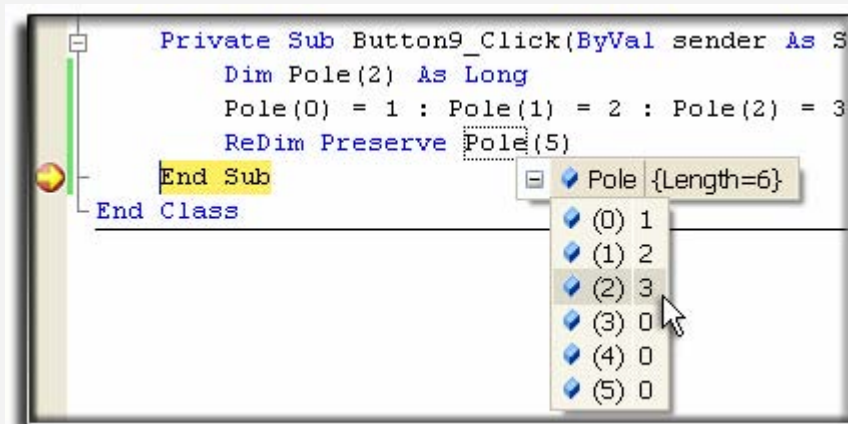 Private Sub Button9_Click(ByVal sender As S
Dim Pole(2) As Long
Pole(0) = 1 : Pole(1) = 2 : Pole(2) = 3
ReDim Preserve Pole(5)
End Sub
Pole {Length=6}
End Class
(0) 1
(1) 2
(2) 3
(3) 0
(4) 0
(5) 0